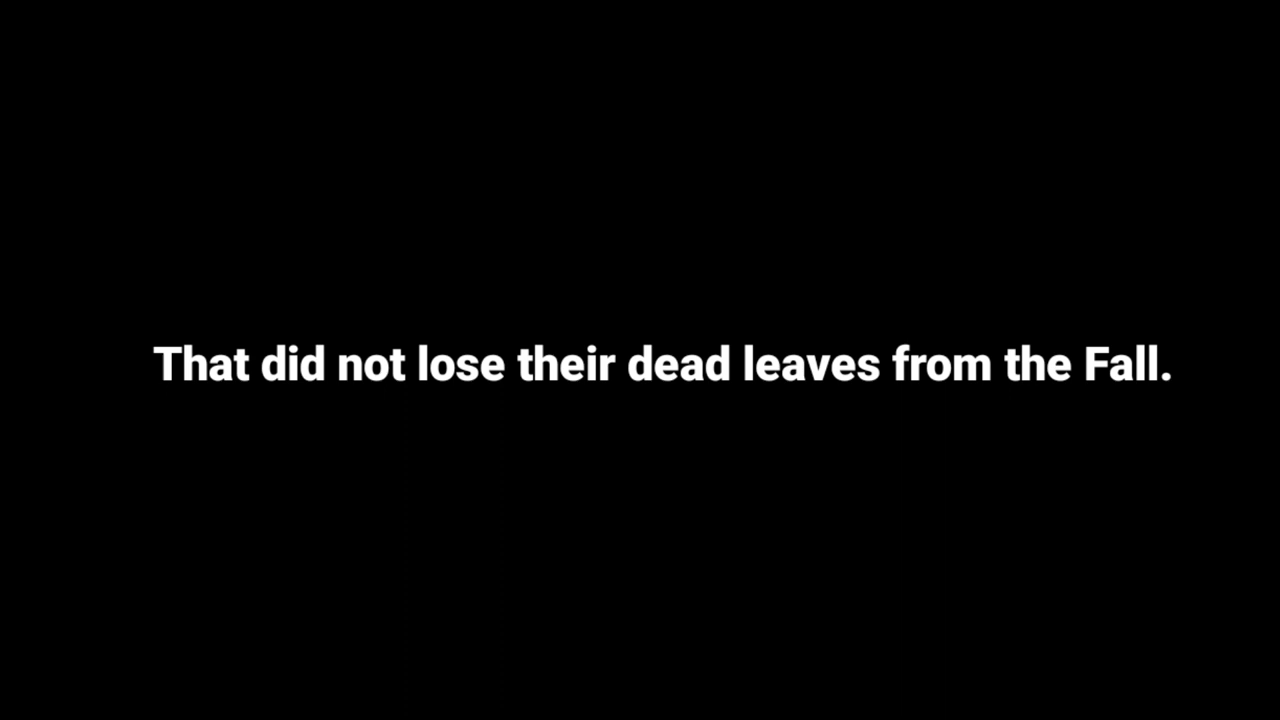 That did not lose their dead leaves from the Fall.